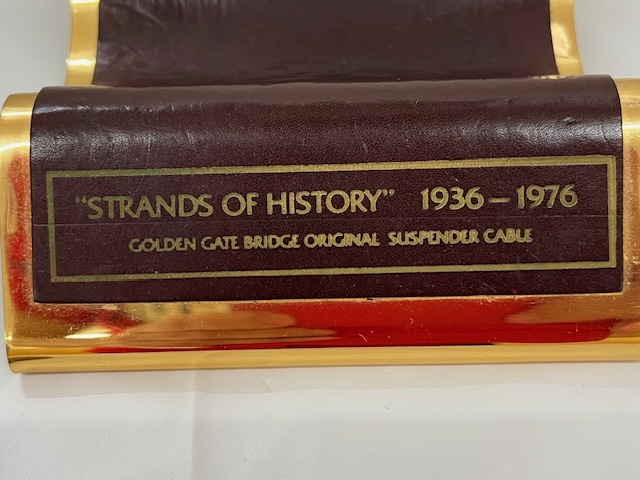 "STRANDS OF HISTORY" 1936 – 1976
GOLDEN GATE BRIDGE ORIGINAL SUSPENDER CABLE